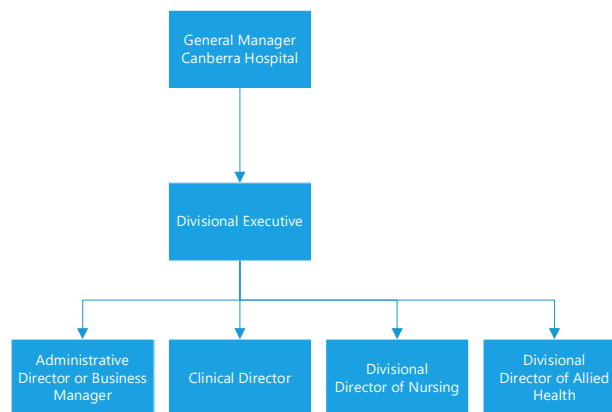 General Manager
Canberra Hospital
Divisional Executive
Administrative
Director or Business
Manager
Clinical Director
Divisional
Director of Nursing
Divisional
Director of Allied
Health